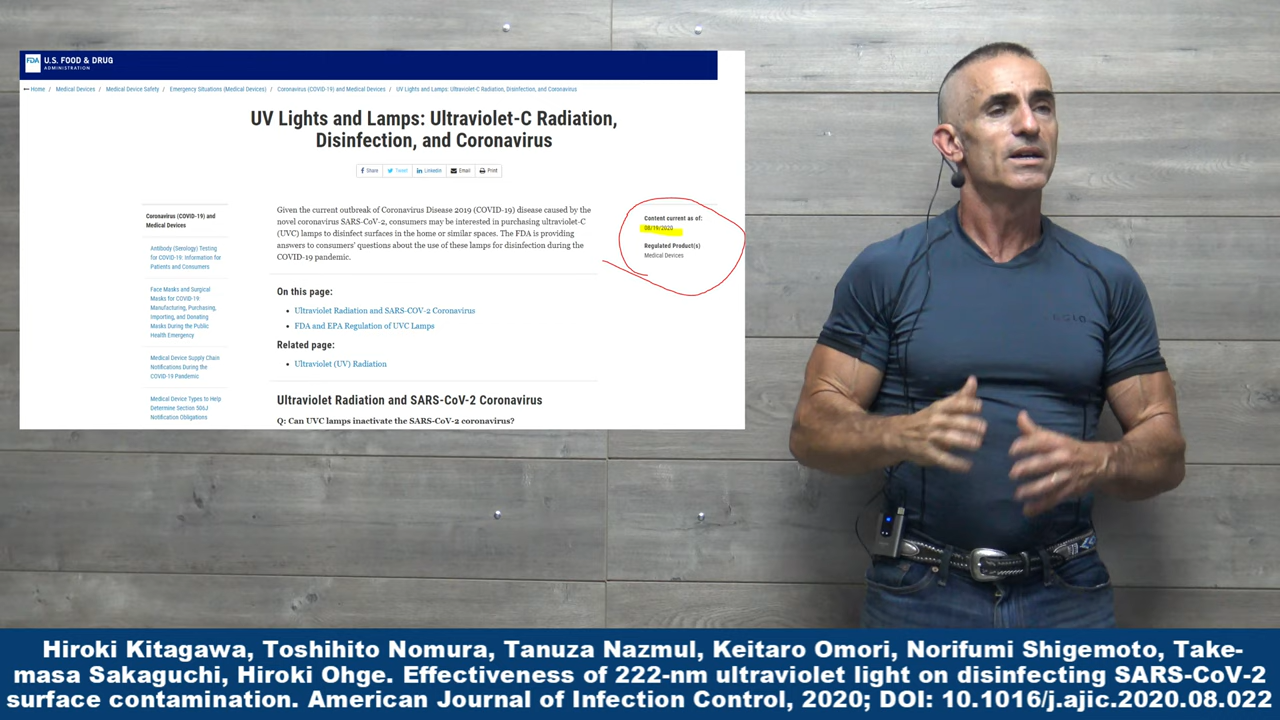 FDA U.S. FOOD & DRUG
ADMINISTRATION
Home / Medical Devices / Medical Device Safety / Emergency Situations (Medical Devices) / Coronavirus (COVID-19) and Medical Devices / UV Lights and Lamps: Ultraviolet-C Radiation, Disinfection, and Coronavirus
UV Lights and Lamps: Ultraviolet-C Radiation,
Disinfection, and Coronavirus
Share Tweet Linkedin Email Print
Coronavirus (COVID-19) and
Medical Devices
Antibody (Serology) Testing
for COVID-19: Information for
Patients and Consumers
Face Masks and Surgical
Masks for COVID-19:
Manufacturing, Purchasing,
Importing, and Donating
Masks During the Public
Health Emergency
Medical Device Supply Chain
Notifications During the
COVID-19 Pandemic
Medical Device Types to Help
Determine Section 506J
Notification Obligations
Given the current outbreak of Coronavirus Disease 2019 (COVID-19) disease caused by the
novel coronavirus SARS-CoV-2, consumers may be interested in purchasing ultraviolet-C
(UVC) lamps to disinfect surfaces in the home or similar spaces. The FDA is providing
answers to consumers' questions about the use of these lamps for disinfection during the
COVID-19 pandemic.
On this page:
Ultraviolet Radiation and SARS-COV-2 Coronavirus
FDA and EPA Regulation of UVC Lamps
Related page:
Ultraviolet (UV) Radiation
Ultraviolet Radiation and SARS-CoV-2 Coronavirus
Q: Can UVC lamps inactivate the SARS-CoV-2 coronavirus?
Content current as of:
08/19/2020
Regulated Product(s)
Medical Devices
Hiroki Kitagawa, Toshihito Nomura, Tanuza Nazmul, Keitaro Omori, Norifumi Shigemoto, Take-
masa Sakaguchi, Hiroki Ohge. Effectiveness of 222-nm ultraviolet light on disinfecting SARS-CoV-2
surface contamination. American Journal of Infection Control, 2020; DOI: 10.1016/j.ajic.2020.08.022